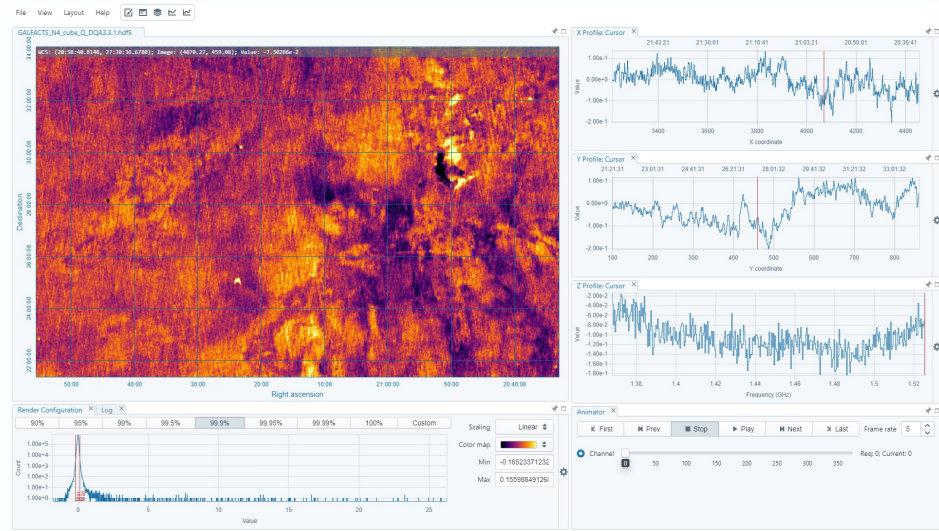 File View Layout Help
GALFACTS_N4_cube_Q_DQA3.3.1.hdf5
WCS: (20:58:40.8140, 27:20:36.6780); Image: (4070.27, 459.08); Value: -7.30286e-2
34:00:00
32:00:00
30:00:00
28:00:00
26:00:00
24:00:00
22:00:00
Declination
50:00 40:00 30:00 20:00 10:00 21:00:00 50:00 20:40:00
Right ascension
X Profile: Cursor
21:43:21 21:30:01 21:16:41 21:03:21 20:50:01 20:36:41
1.00e-1
0.00e+0
-1.00e-1
-2.00e-1
Value
3400 3600 3800 4000 4200 4400
X coordinate
Y Profile: Cursor
21:21:31 23:01:31 24:41:31 26:21:31 28:01:32 29:41:32 31:21:32 33:01:32
1.00e-1
0.00e+0
-1.00e-1
-2.00e-1
Value
100 200 300 400 500 600 700 800
Y coordinate
Z Profile: Cursor
-2.00e-2
-4.00e-2
-6.00e-2
-8.00e-2
-1.00e-1
-1.20e-1
-1.40e-1
-1.60e-1
-1.80e-1
Value
1.38 1.4 1.42 1.44 1.46 1.48 1.5 1.52
Frequency (GHz)
Render Configuration Log
90% 95% 99% 99.5% 99.9% 99.95% 99.99% 100% Custom
1.00e+5
1.00e+4
1.00e+3
1.00e+2
1.00e+1
1.00e+0
Count
0 5 10 15 20 25
Value
Scaling Linear
Color map
Min -0.18523371232
Max 0.1559884912
Animator
First Prev Stop Play Next Last Frame rate 5
Channel Req: 0; Current: 0
0 50 100 150 200 250 300 350